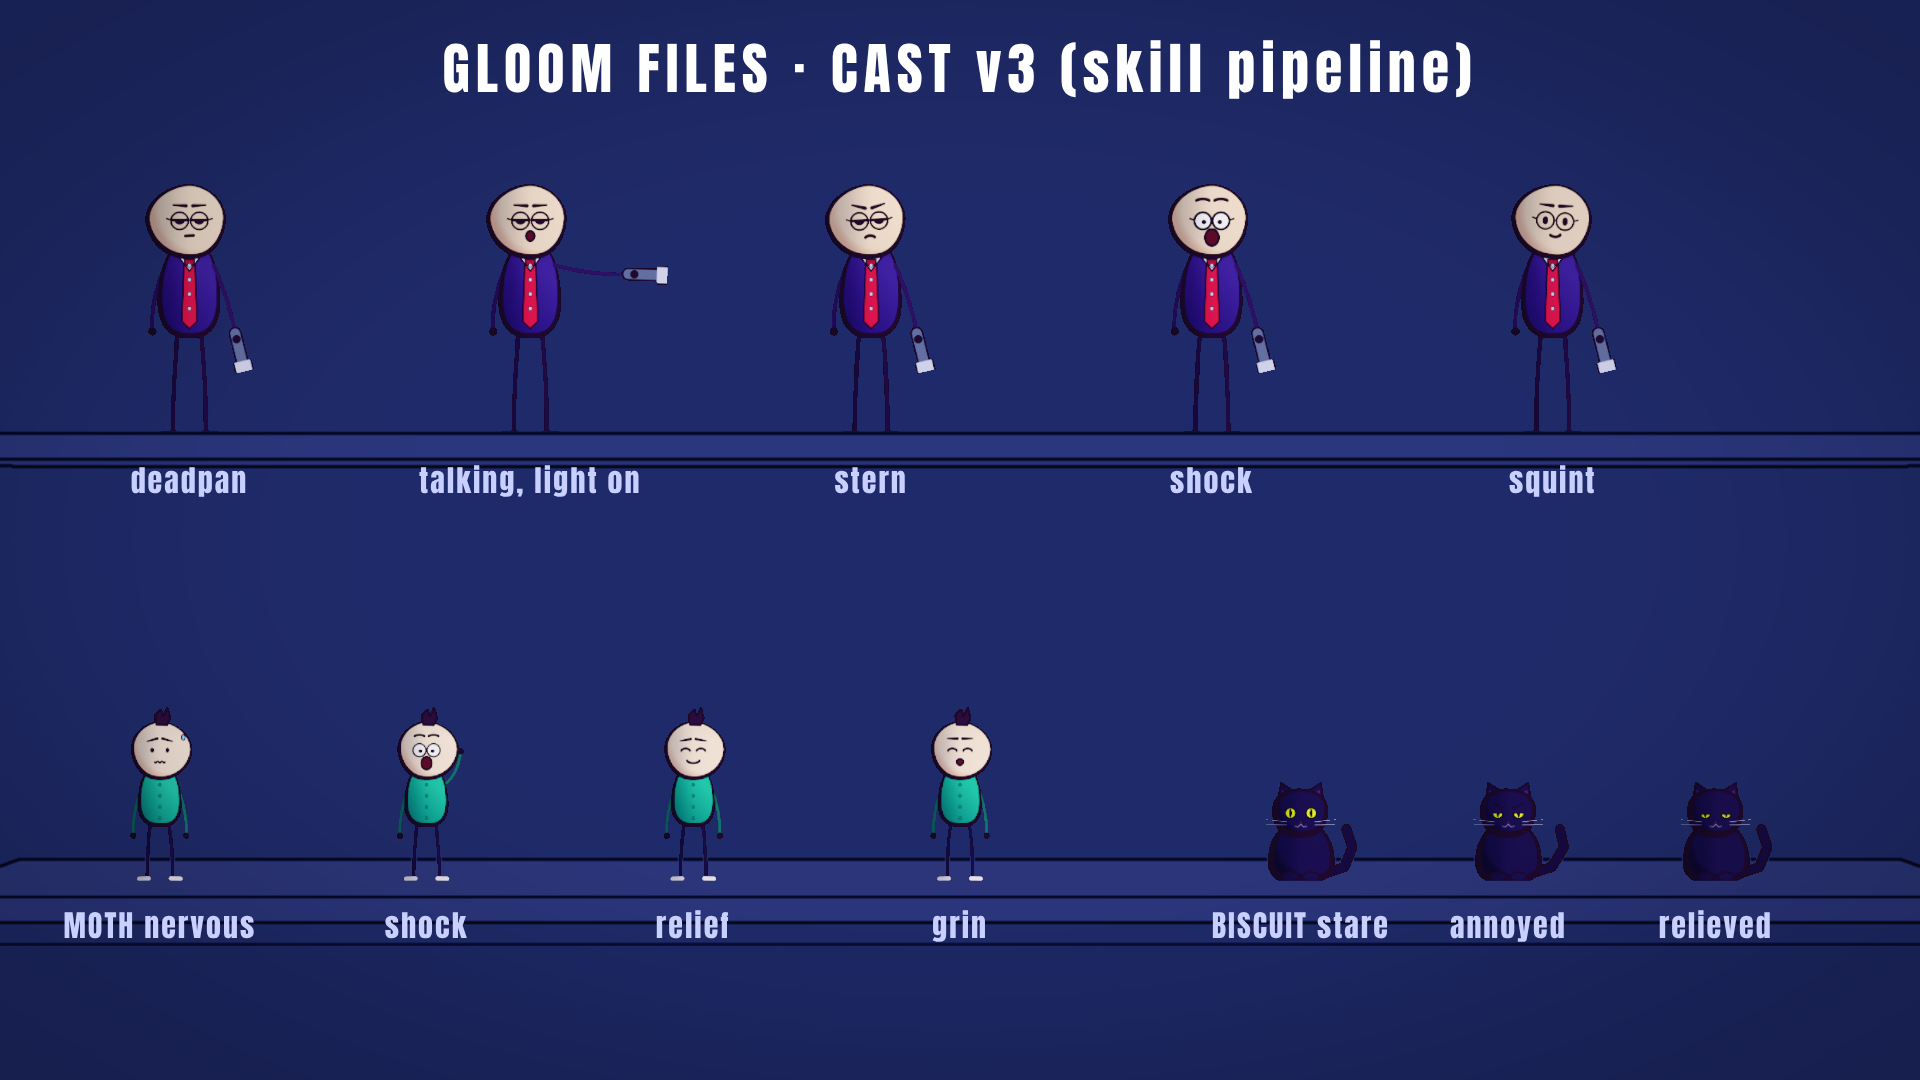 GLOOM FILES · CAST v3 (skill pipeline)
deadpan
talking, light on
stern
shock
squint
MOTH nervous
shock
relief
grin
BISCUIT stare
annoyed
relieved